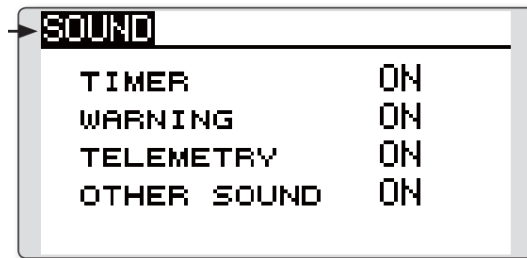 SOUND
TIMER ON
WARNING ON
TELEMETRY ON
OTHER SOUND ON